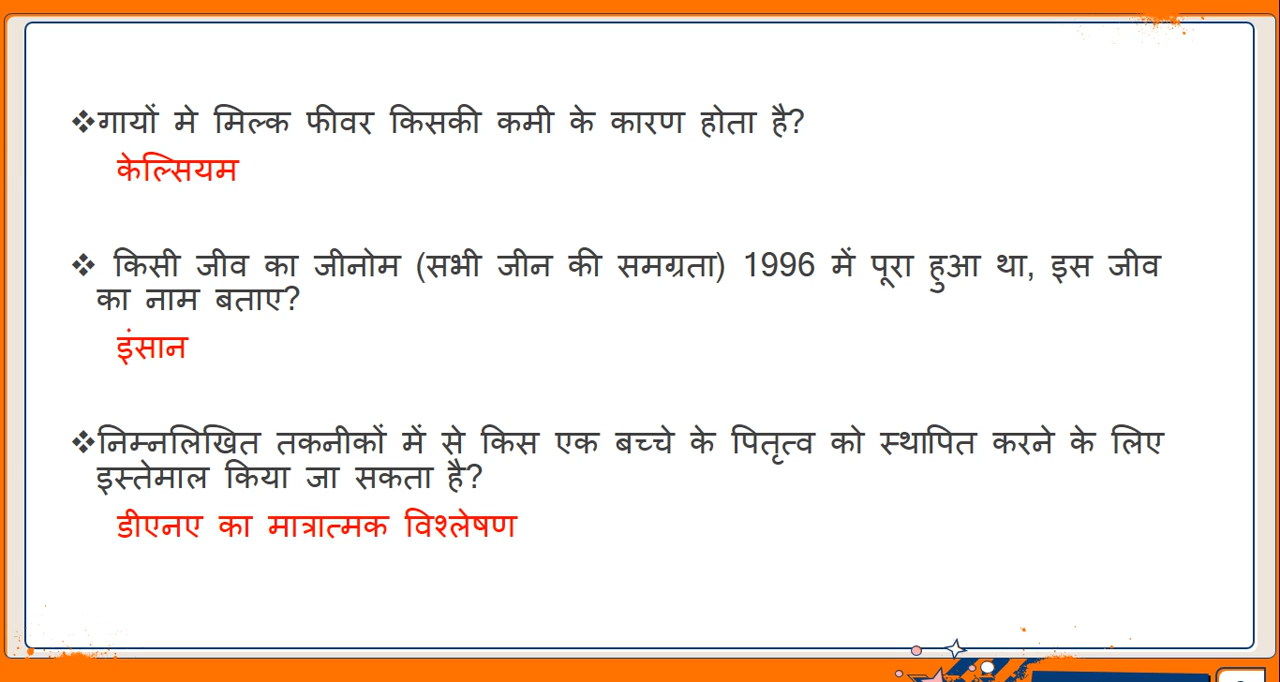 ❖गायों मे मिल्क फीवर किसकी कमी के कारण होता है?
केल्सियम
❖ किसी जीव का जीनोम (सभी जीन की समग्रता) 1996 में पूरा हुआ था, इस जीव
का नाम बताए?
इंसान
❖निम्नलिखित तकनीकों में से किस एक बच्चे के पितृत्व को स्थापित करने के लिए
इस्तेमाल किया जा सकता है?
डीएनए का मात्रात्मक विश्लेषण